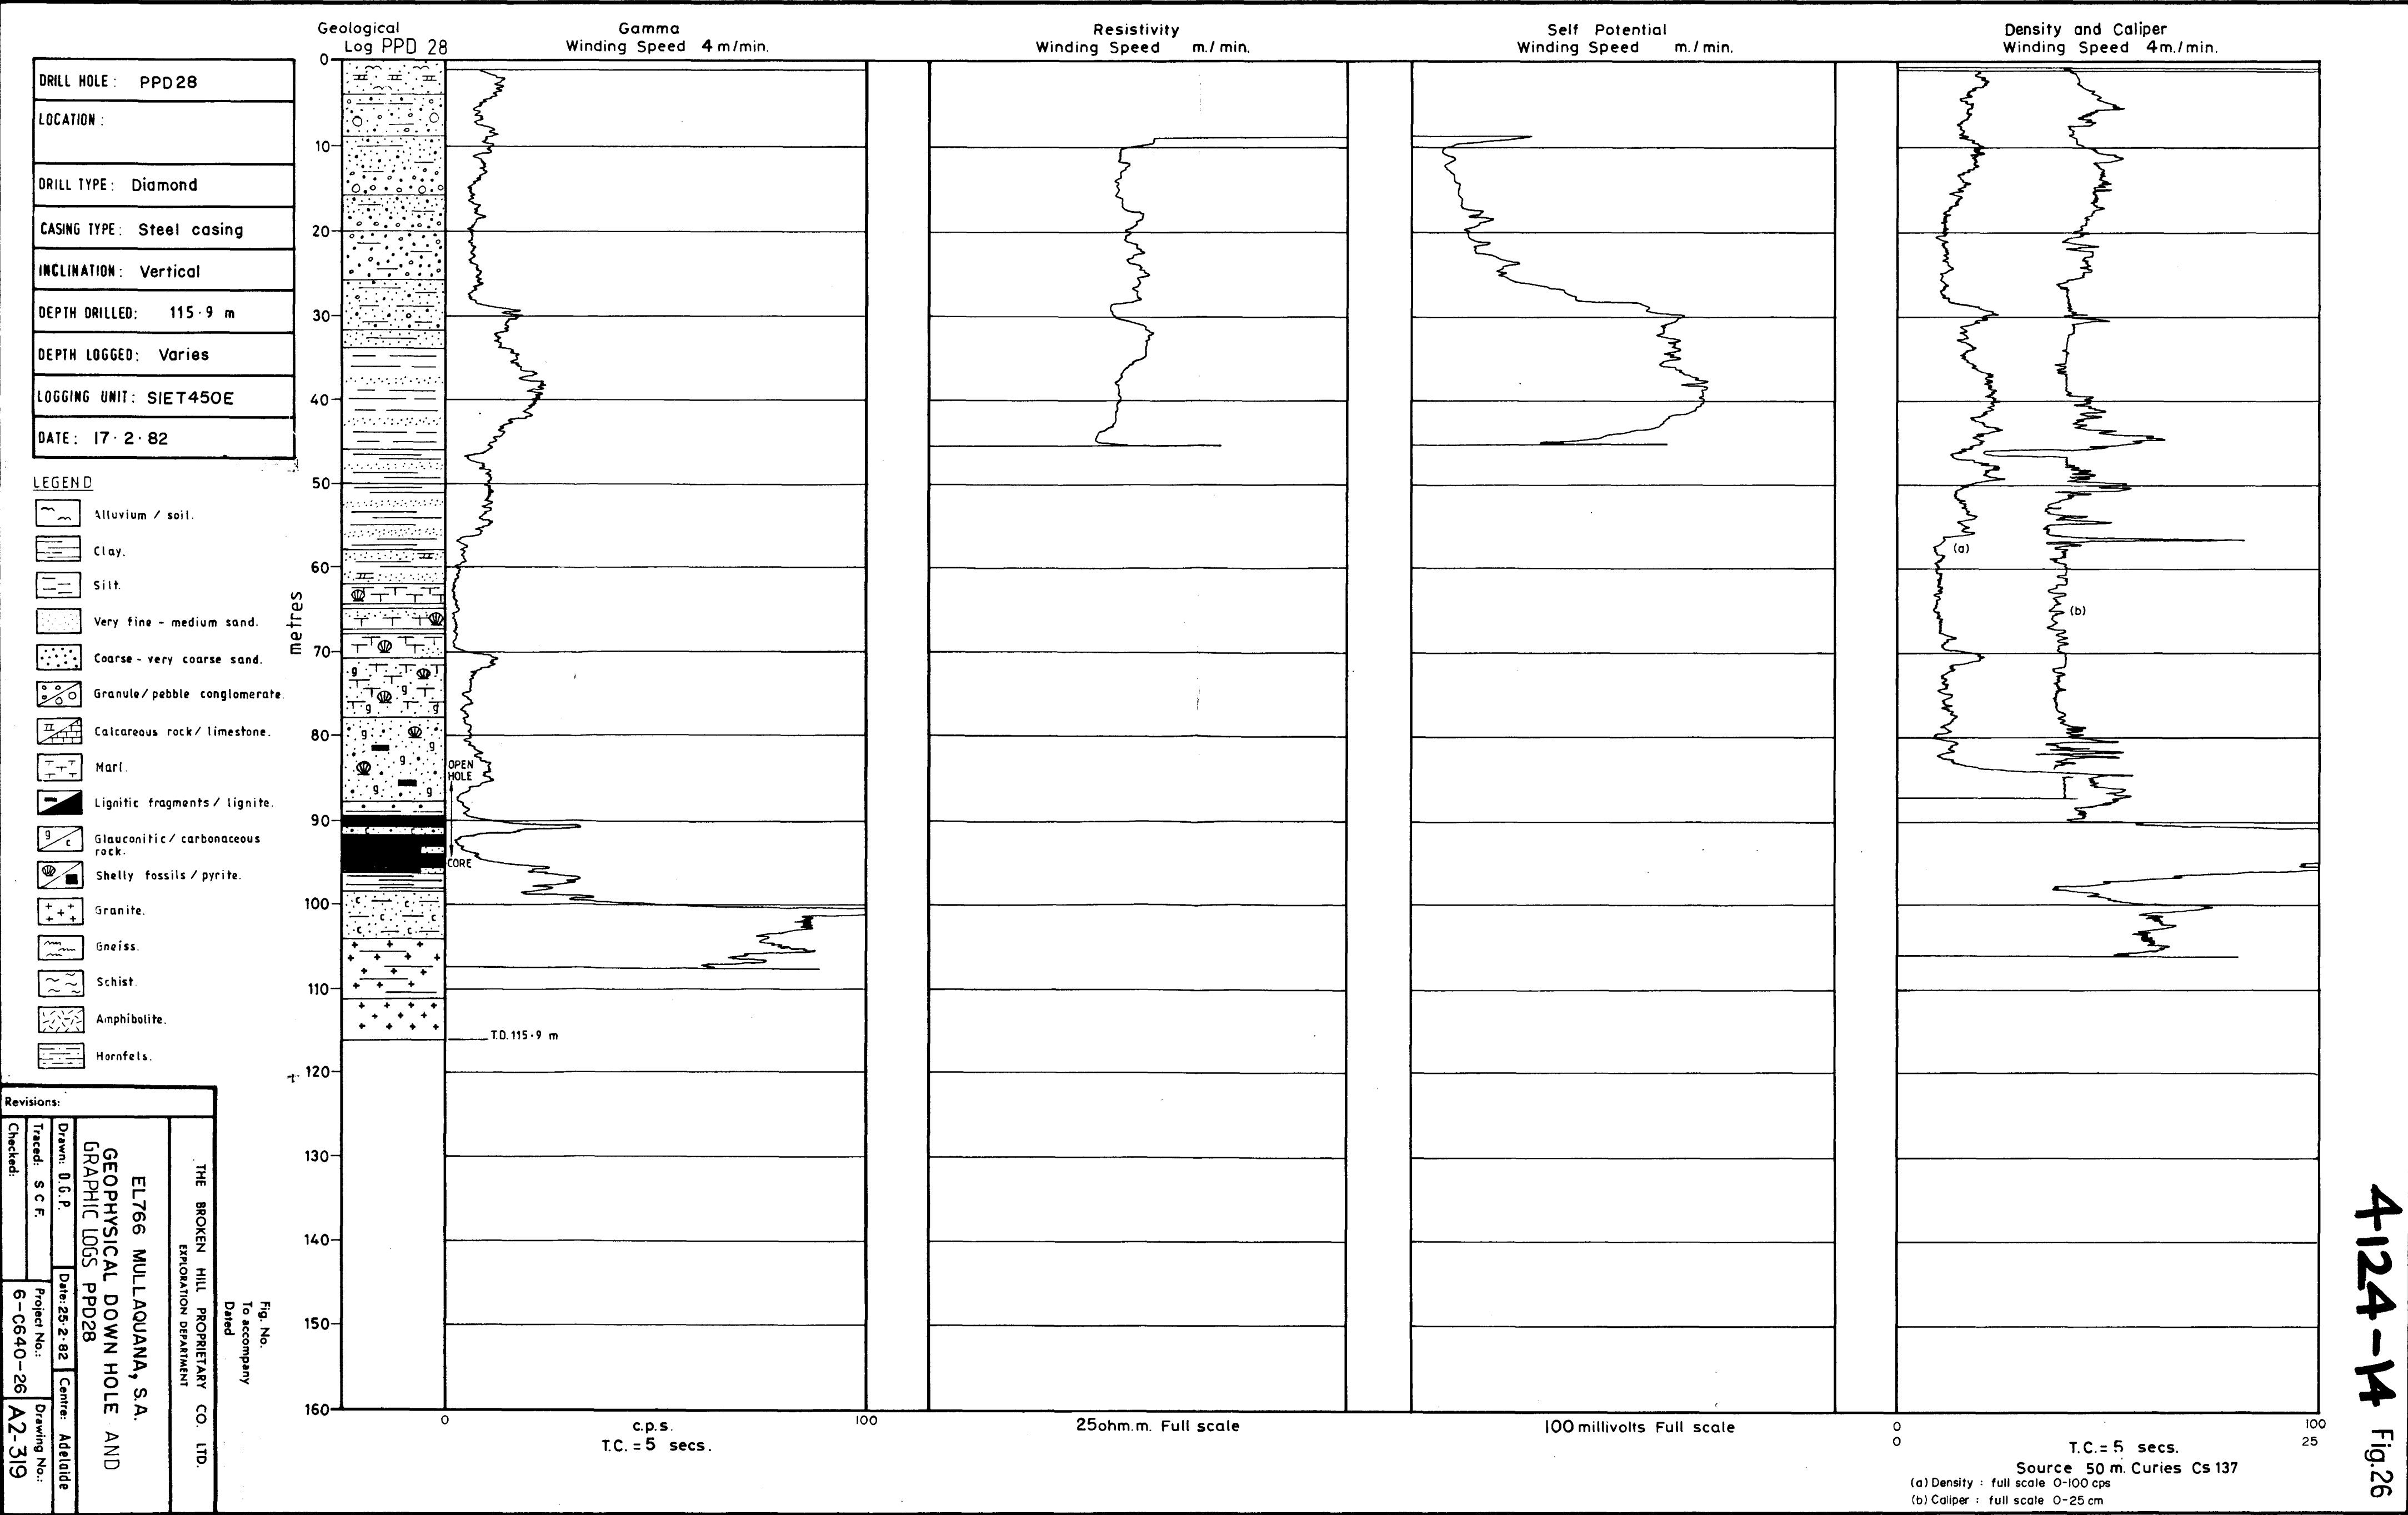 Geological
Log PPD 28
Gamma
Winding Speed 4 m/min.
Resistivity
Winding Speed m./min.
Self Potential
Winding Speed m./min.
Density and Caliper
Winding Speed 4m./min.
DRILL HOLE: PPD28
LOCATION:
DRILL TYPE: Diamond
CASING TYPE: Steel casing
INCLINATION: Vertical
DEPTH DRILLED: 115·9 m
DEPTH LOGGED: Varies
LOGGING UNIT: SIET450E
DATE: 17·2·82
LEGEND
Alluvium / soil.
Clay.
Silt.
Very fine - medium sand.
Coarse - very coarse sand.
Granule/pebble conglomerate.
Calcareous rock/ limestone.
Marl.
Lignitic fragments/ lignite.
g c Glauconitic/ carbonaceous
rock.
Shelly fossils / pyrite.
Granite.
Gneiss.
Schist.
Amphibolite.
Hornfels.
metres
0
10
20
30
40
50
60
70
80
90
100
110
120
130
140
150
160
OPEN
HOLE
CORE
T.D. 115·9 m
(a)
(b)
0 100
c.p.s.
T.C. = 5 secs.
25ohm.m. Full scale
100 millivolts Full scale
0 100
0 25
T.C. = 5 secs.
Source 50 m. Curies Cs 137
(a) Density : full scale 0-100 cps
(b) Caliper : full scale 0-25 cm
Revisions:
Fig. No.
To accompany
Dated
THE BROKEN HILL PROPRIETARY CO. LTD.
EXPLORATION DEPARTMENT
EL766 MULLAQUANA, S.A.
GEOPHYSICAL DOWN HOLE AND
GRAPHIC LOGS PPD28
Drawn: D.G.P.
Date: 25·2·82
Centre: Adelaide
Traced: S C F.
Checked:
Project No.:
6-C640-26
Drawing No.:
A2-319
4124-14 Fig.26